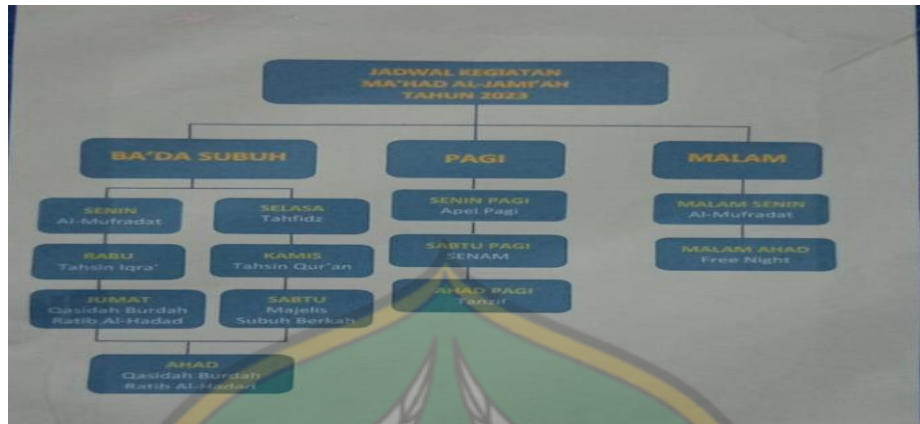 JADWAL KEGIATAN
MA'HAD AL-JAMI'AH
TAHUN 2023
BA'DA SUBUH
SENIN
Al-Mufradat
SELASA
Tahfidz
RABU
Tahsin Iqra'
KAMIS
Tahsin Qur'an
JUMAT
Qasidah Burdah
Ratib Al-Hadad
SABTU
Majelis
Subuh Berkah
AHAD
Qasidah Burdah
Ratib Al-Hadad
PAGI
SENIN PAGI
Apel Pagi
SABTU PAGI
SENAM
AHAD PAGI
Tanzif
MALAM
MALAM SENIN
Al-Mufradat
MALAM AHAD
Free Night